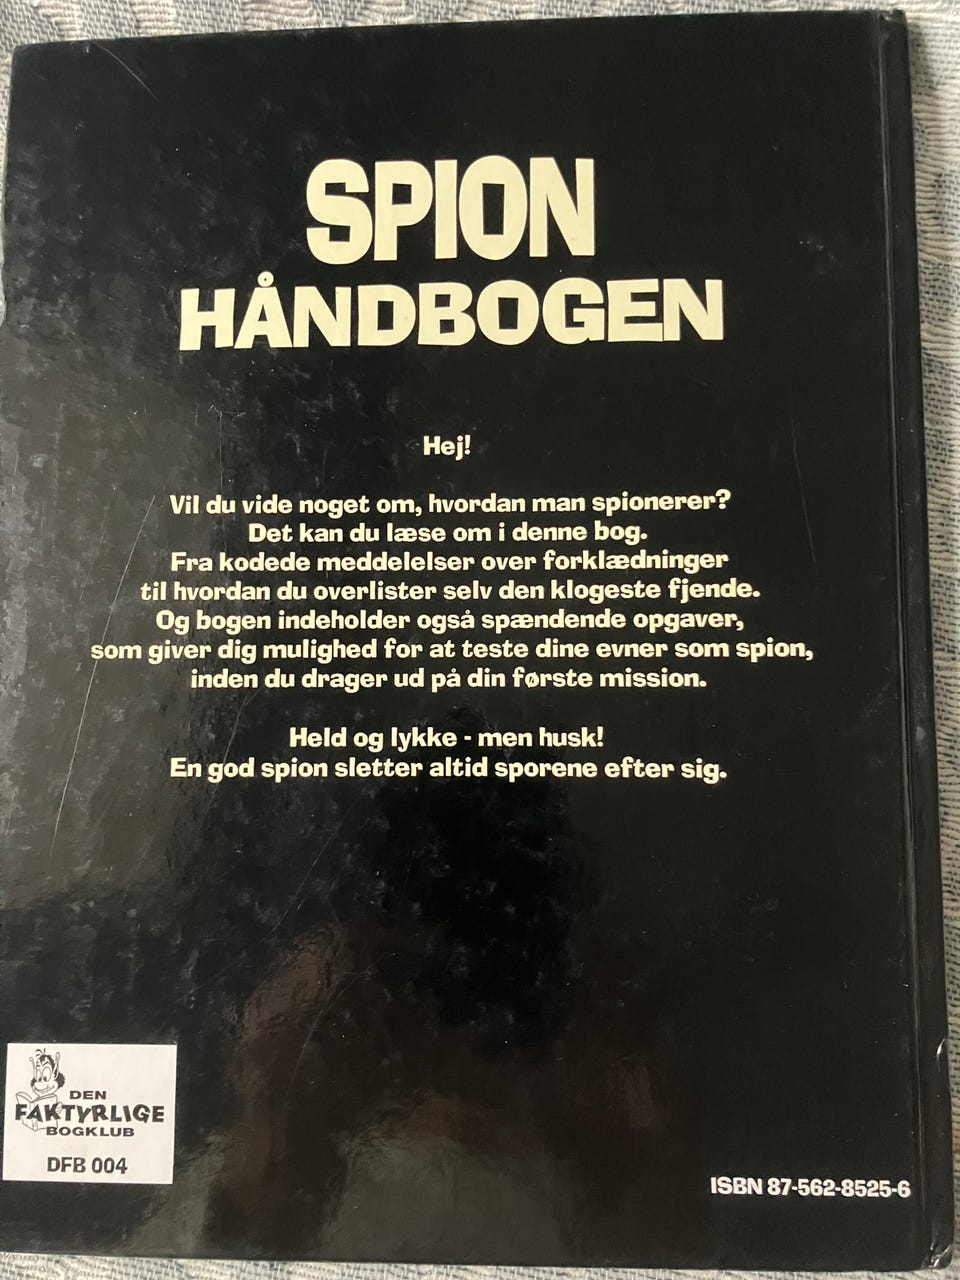 SPION
HÅNDBOGEN
Hej!
Vil du vide noget om, hvordan man spionerer?
Det kan du læse om i denne bog.
Fra kodede meddelelser over forklædninger
til hvordan du overlister selv den klogeste fjende.
Og bogen indeholder også spændende opgaver,
som giver dig mulighed for at teste dine evner som spion,
inden du drager ud på din første mission.
Held og lykke - men husk!
En god spion sletter altid sporene efter sig.
DEN
FAKTYRLIGE
BOGKLUB
DFB 004
ISBN 87-562-8525-6